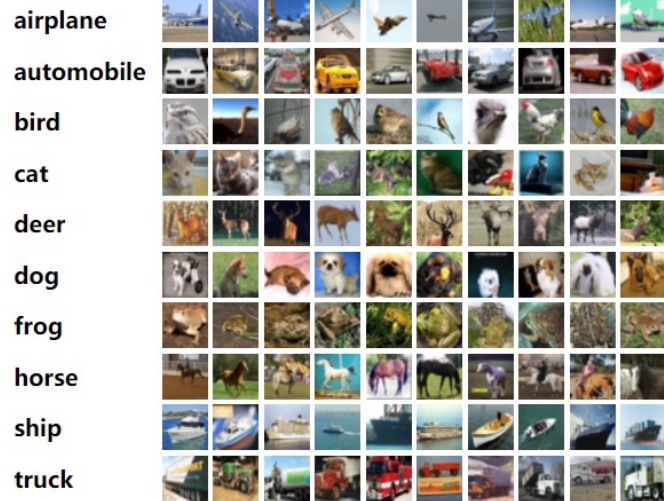 airplane
automobile
bird
cat
deer
dog
frog
horse
ship
truck